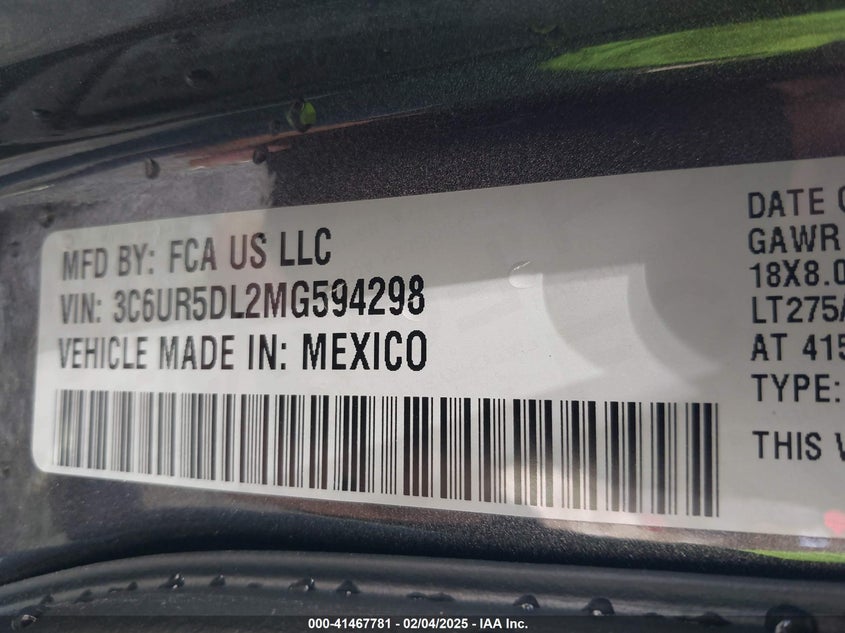 MFD BY: FCA US LLC
VIN: 3C6UR5DL2MG594298
VEHICLE MADE IN: MEXICO
DATE
GAWR
18X8.0
LT275
AT 415
TYPE:
THIS
000-41467781 - 02/04/2025 - IAA Inc.